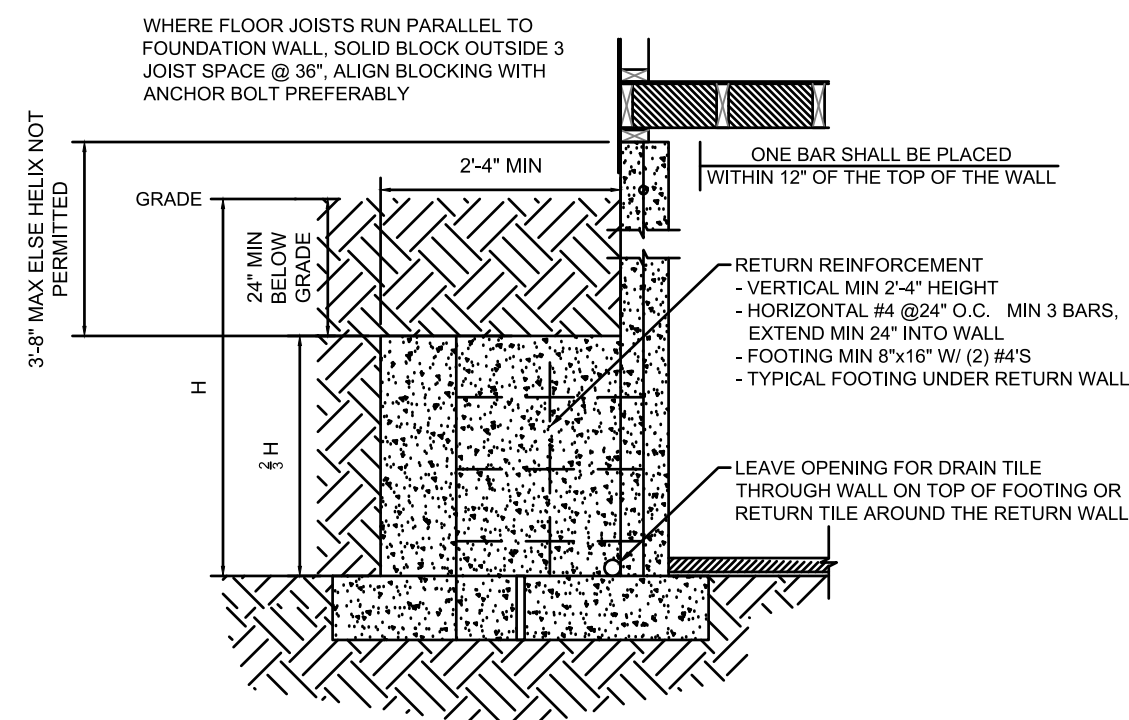 WHERE FLOOR JOISTS RUN PARALLEL TO
FOUNDATION WALL, SOLID BLOCK OUTSIDE 3
JOIST SPACE @ 36", ALIGN BLOCKING WITH
ANCHOR BOLT PREFERABLY
3'-8" MAX ELSE HELIX NOT
PERMITTED
GRADE
2'-4" MIN
ONE BAR SHALL BE PLACED
WITHIN 12" OF THE TOP OF THE WALL
24" MIN
BELOW
GRADE
H
2/3 H
RETURN REINFORCEMENT
- VERTICAL MIN 2'-4" HEIGHT
- HORIZONTAL #4 @24" O.C. MIN 3 BARS,
EXTEND MIN 24" INTO WALL
- FOOTING MIN 8"x16" W/ (2) #4'S
- TYPICAL FOOTING UNDER RETURN WALL
LEAVE OPENING FOR DRAIN TILE
THROUGH WALL ON TOP OF FOOTING OR
RETURN TILE AROUND THE RETURN WALL